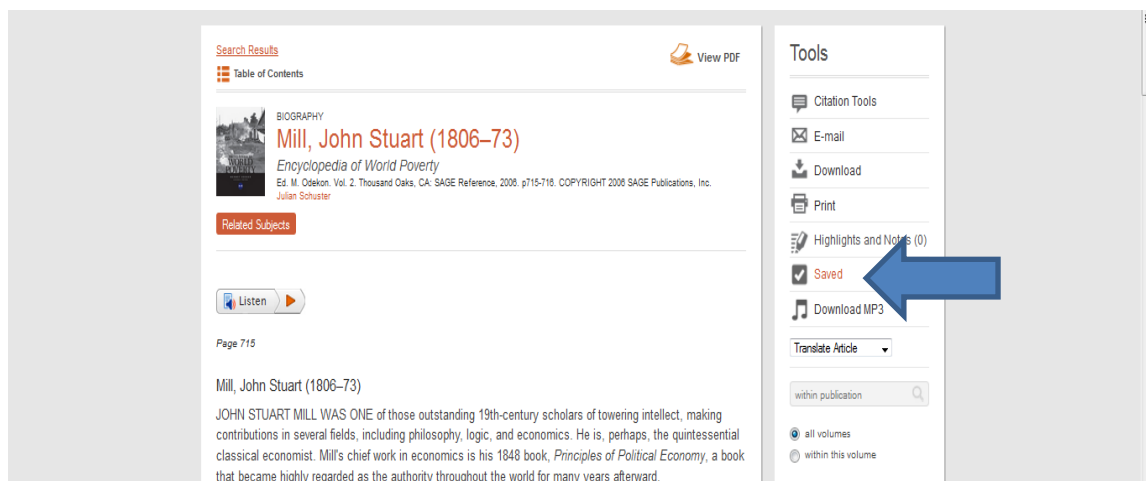 Search Results
View PDF
Table of Contents
BIOGRAPHY
Mill, John Stuart (1806–73)
Encyclopedia of World Poverty
Ed. M. Odekon. Vol. 2. Thousand Oaks, CA: SAGE Reference, 2006. p715-716. COPYRIGHT 2006 SAGE Publications, Inc.
Julian Schuster
Related Subjects
Listen
Page 715
Mill, John Stuart (1806–73)
JOHN STUART MILL WAS ONE of those outstanding 19th-century scholars of towering intellect, making
contributions in several fields, including philosophy, logic, and economics. He is, perhaps, the quintessential
classical economist. Mill's chief work in economics is his 1848 book, Principles of Political Economy, a book
that became highly regarded as the authority throughout the world for many years afterward.
Tools
Citation Tools
E-mail
Download
Print
Highlights and Notes (0)
Saved
Download MP3
Translate Article
within publication
all volumes
within this volume